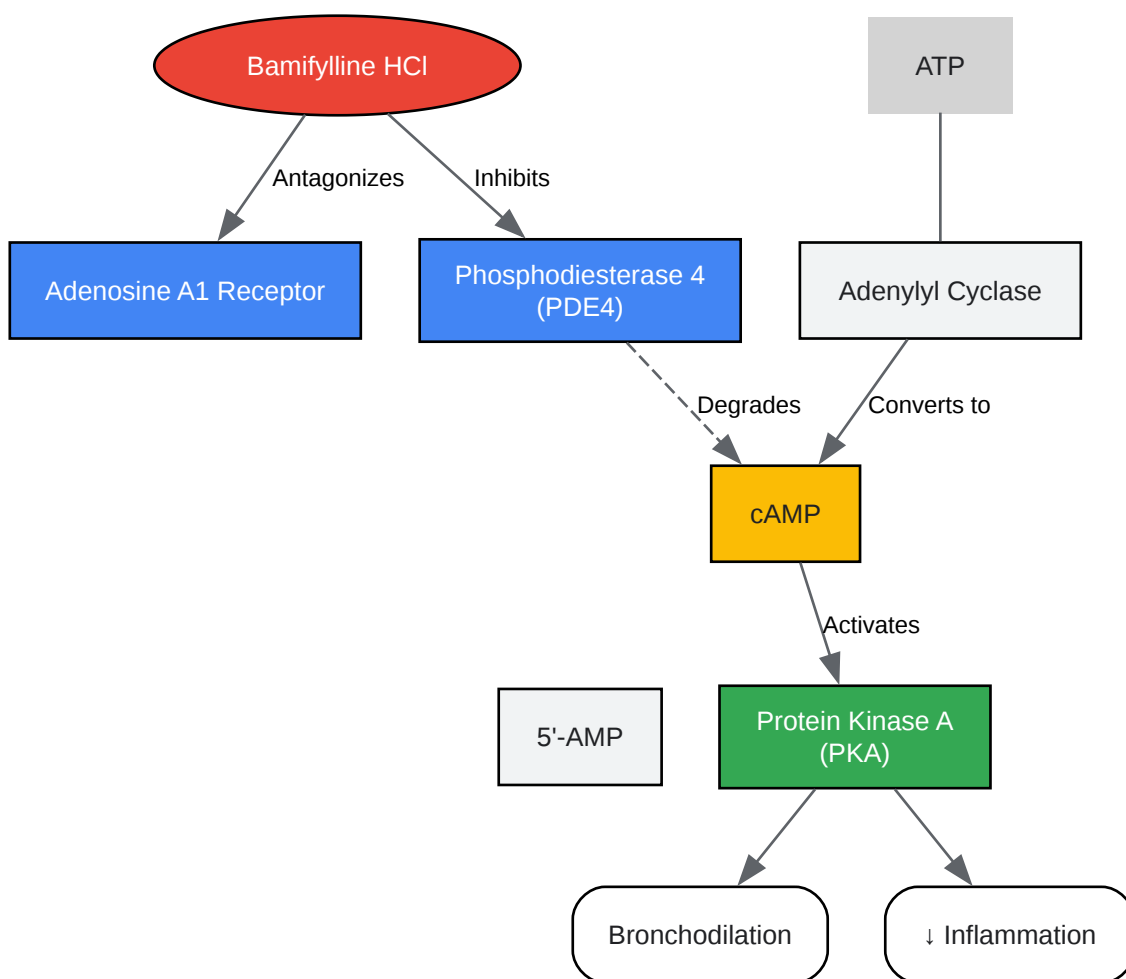 Bamifylline HCl
ATP
Antagonizes
Inhibits
Adenosine A1 Receptor
Phosphodiesterase 4
(PDE4)
Adenylyl Cyclase
Degrades
Converts to
cAMP
Activates
5'-AMP
Protein Kinase A
(PKA)
Bronchodilation
↓ Inflammation